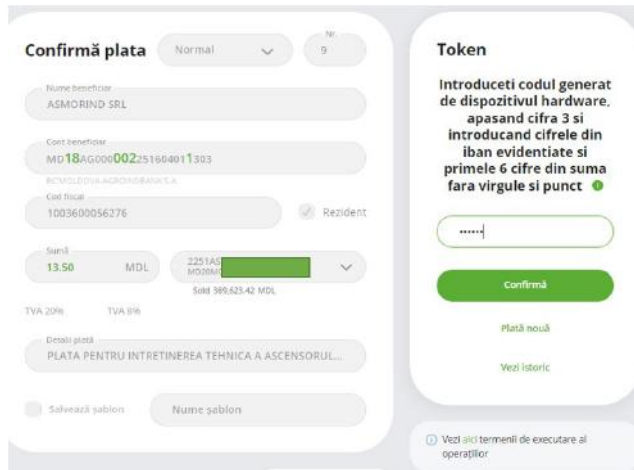 Confirmă plata
Normal
Nr.
9
Nume beneficiar
ASMORIND SRL
Cont beneficiar
MD18AG000002251604011303
BC'MOLDOVA-AGROINDBANK'S.A.
Cod fiscal
1003600056276
Rezident
Sumă
13.50 MDL
2251AS
MD20M
Sold 369,623.42 MDL
TVA 20% TVA 8%
Detalii plată
PLATA PENTRU INTRETINEREA TEHNICA A ASCENSORUL...
Salvează șablon
Nume șablon
Token
Introduceti codul generat
de dispozitivul hardware,
apasand cifra 3 si
introducand cifrele din
iban evidentiate si
primele 6 cifre din suma
fara virgule si punct
Confirmă
Plată nouă
Vezi istoric
Vezi aici termenii de executare al
operațiilor